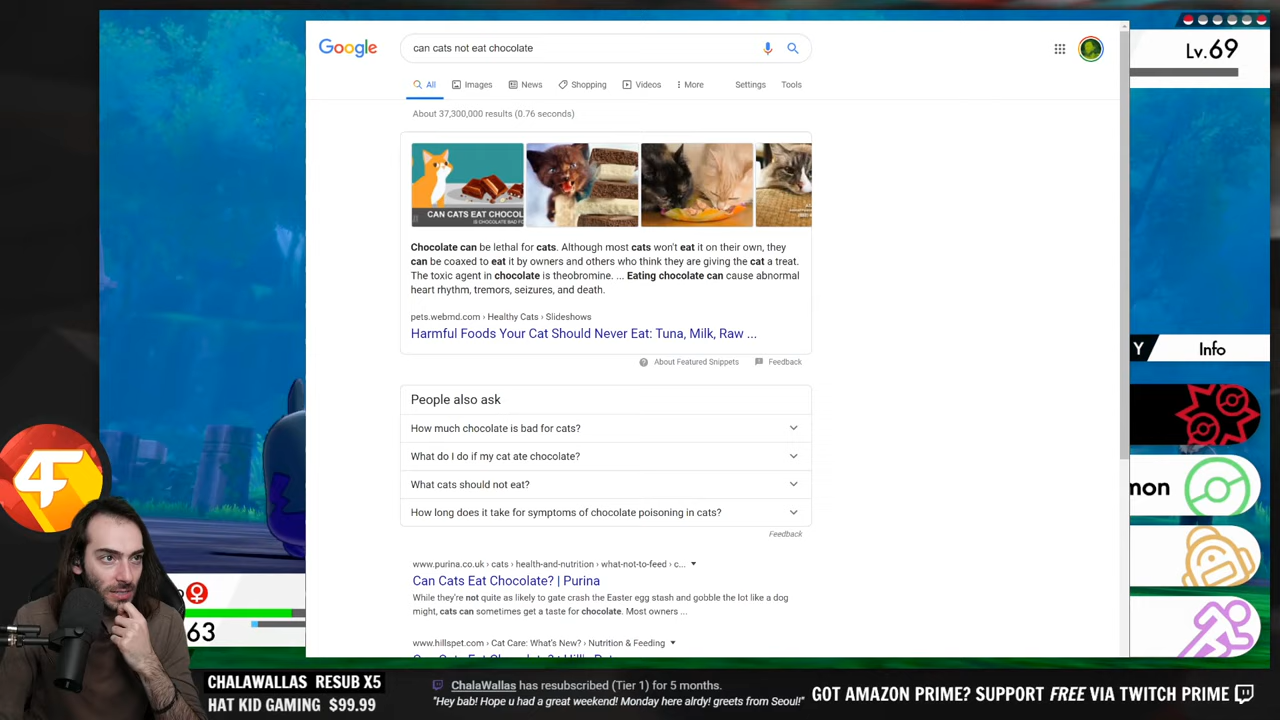 Google
can cats not eat chocolate
Lv.69
All
Images
News
Shopping
Videos
More
Settings
Tools
About 37,300,000 results (0.76 seconds)
CAN CATS EAT CHOCOL
IS CHOCOLATE BAD F
Chocolate can be lethal for cats. Although most cats won't eat it on their own, they
can be coaxed to eat it by owners and others who think they are giving the cat a treat.
The toxic agent in chocolate is theobromine. ... Eating chocolate can cause abnormal
heart rhythm, tremors, seizures, and death.
pets.webmd.com › Healthy Cats › Slideshows
Harmful Foods Your Cat Should Never Eat: Tuna, Milk, Raw ...
About Featured Snippets
Feedback
Y
Info
People also ask
How much chocolate is bad for cats?
What do I do if my cat ate chocolate?
What cats should not eat?
How long does it take for symptoms of chocolate poisoning in cats?
Feedback
mon
4F
www.purina.co.uk › cats › health-and-nutrition › what-not-to-feed › c...
Can Cats Eat Chocolate? | Purina
While they're not quite as likely to gate crash the Easter egg stash and gobble the lot like a dog
might, cats can sometimes get a taste for chocolate. Most owners ...
63
www.hillspet.com › Cat Care: What's New? › Nutrition & Feeding
CHALAWALLAS RESUB X5
HAT KID GAMING $99.99
ChalaWallas has resubscribed (Tier 1) for 5 months.
"Hey bab! Hope u had a great weekend! Monday here alrdy! greets from Seoul!"
GOT AMAZON PRIME? SUPPORT FREE VIA TWITCH PRIME